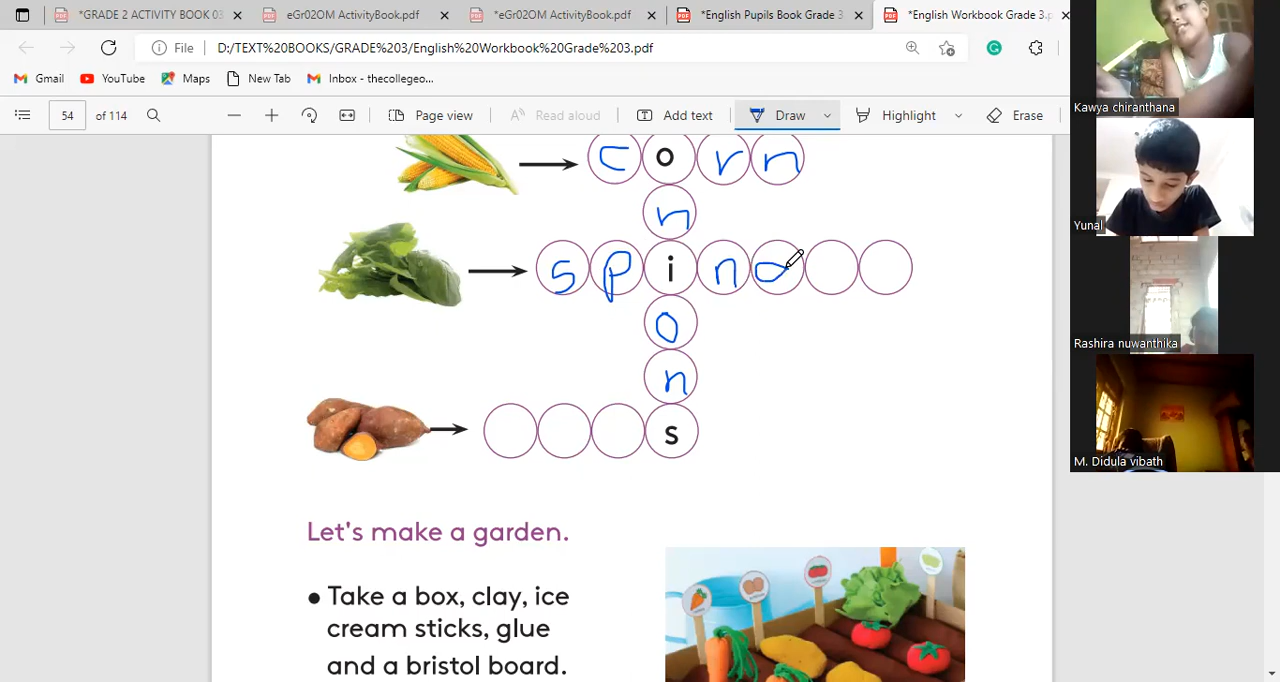 *GRADE 2 ACTIVITY BOOK 03
eGr02OM ActivityBook.pdf
*eGr02OM ActivityBook.pdf
*English Pupils Book Grade 3
*English Workbook Grade 3.p
File
D:/TEXT%20BOOKS/GRADE%203/English%20Workbook%20Grade%203.pdf
Gmail
YouTube
Maps
New Tab
Inbox - thecollegeo...
54 of 114
Page view
Read aloud
Add text
Draw
Highlight
Erase
corn
n
spina
o
n
s
Let's make a garden.
● Take a box, clay, ice
cream sticks, glue
and a bristol board.
Kawya chiranthana
Yunal
Rashira nuwanthika
M. Didula vibath